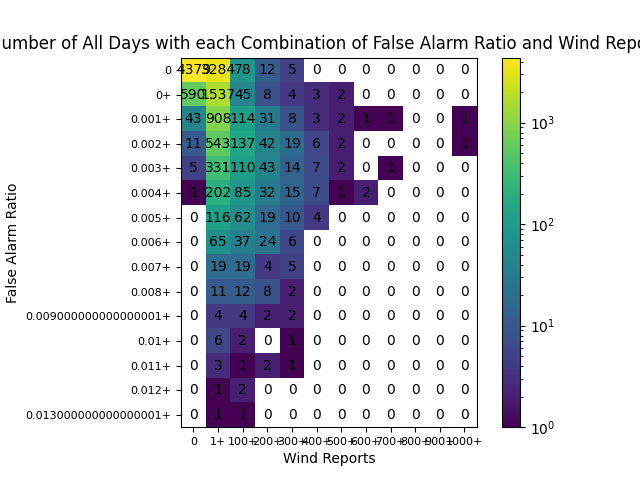 umber of All Days with each Combination of False Alarm Ratio and Wind Repo
False Alarm Ratio
0 12 5 0 0 0 0 0 0 0
0+ 590 8 4 3 2 0 0 0 0 0
0.001+ 43 908 114 31 8 3 2 1 1 0 0 1
0.002+ 11 543 137 42 19 6 2 0 0 0 0 1
0.003+ 5 331 110 43 14 7 2 0 1 0 0 0
0.004+ 1 202 85 32 15 7 1 2 0 0 0 0
0.005+ 0 116 62 19 10 4 0 0 0 0 0 0
0.006+ 0 65 37 24 6 0 0 0 0 0 0 0
0.007+ 0 19 19 4 5 0 0 0 0 0 0 0
0.008+ 0 11 12 8 2 0 0 0 0 0 0 0
0.009000000000000001+ 0 4 4 2 2 0 0 0 0 0 0 0
0.01+ 0 6 2 0 1 0 0 0 0 0 0 0
0.011+ 0 3 1 2 1 0 0 0 0 0 0 0
0.012+ 0 1 2 0 0 0 0 0 0 0 0 0
0.013000000000000001+ 0 1 1 0 0 0 0 0 0 0 0 0
0 1+ 100+ 200+ 300+ 400+ 500+ 600+ 700+ 800+ 900+ 1000+
Wind Reports
10³
10²
10¹
10⁰